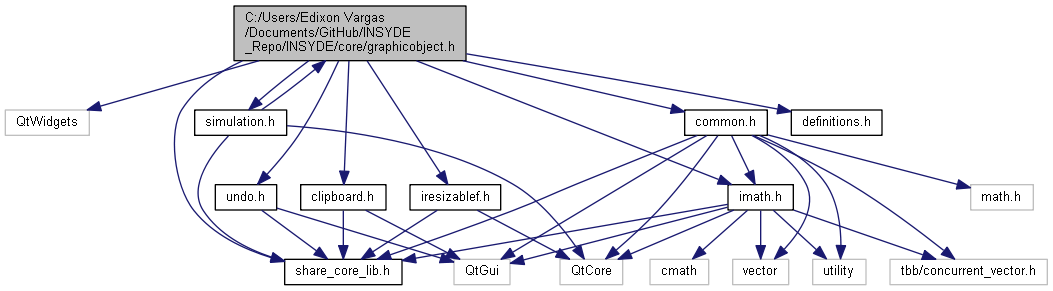 C:/Users/Edixon Vargas
/Documents/GitHub/INSYDE
_Repo/INSYDE/core/graphicobject.h
QtWidgets
simulation.h
common.h
definitions.h
undo.h
clipboard.h
iresizablef.h
imath.h
math.h
share_core_lib.h
QtGui
QtCore
cmath
vector
utility
tbb/concurrent_vector.h